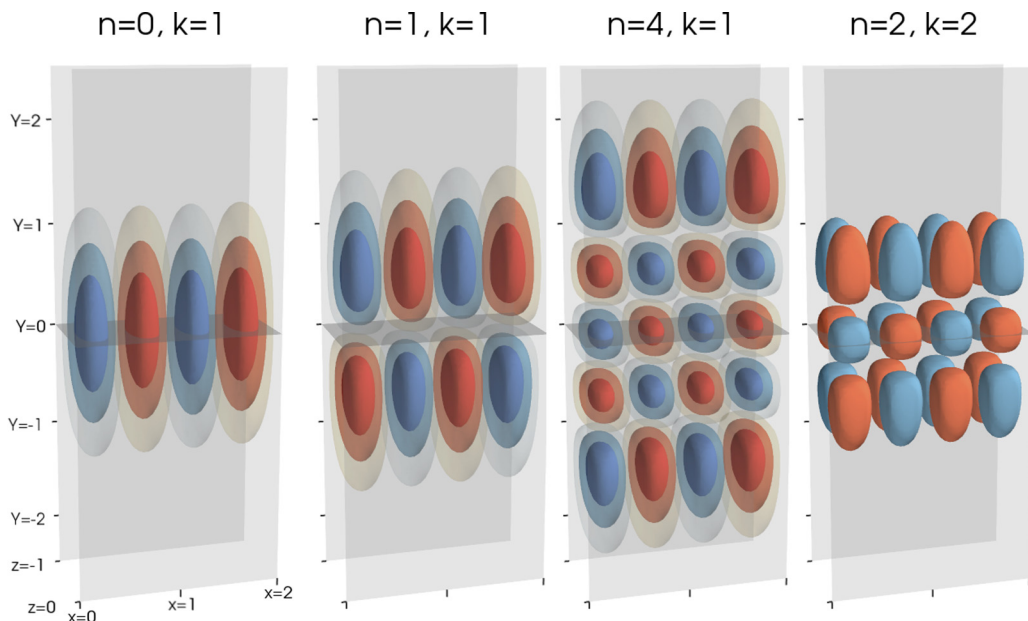 n=0, k=1
n=1, k=1
n=4, k=1
n=2, k=2
Y=2
Y=1
Y=0
Y=-1
Y=-2
z=-1
z=0
x=0
x=1
x=2